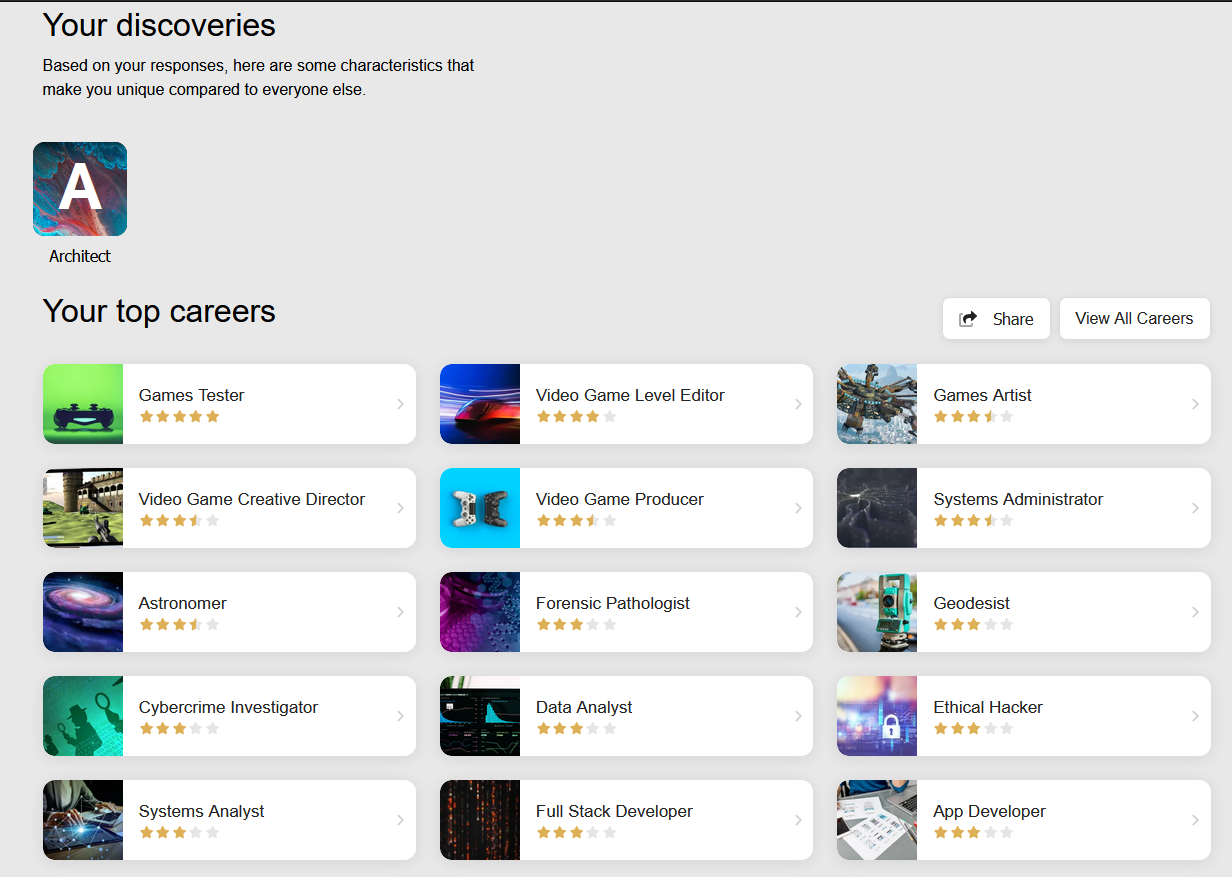 Your discoveries
Based on your responses, here are some characteristics that
make you unique compared to everyone else.
A
Architect
Your top careers
Share
View All Careers
Games Tester
Video Game Level Editor
Games Artist
Video Game Creative Director
Video Game Producer
Systems Administrator
Astronomer
Forensic Pathologist
Geodesist
Cybercrime Investigator
Data Analyst
Ethical Hacker
Systems Analyst
Full Stack Developer
App Developer